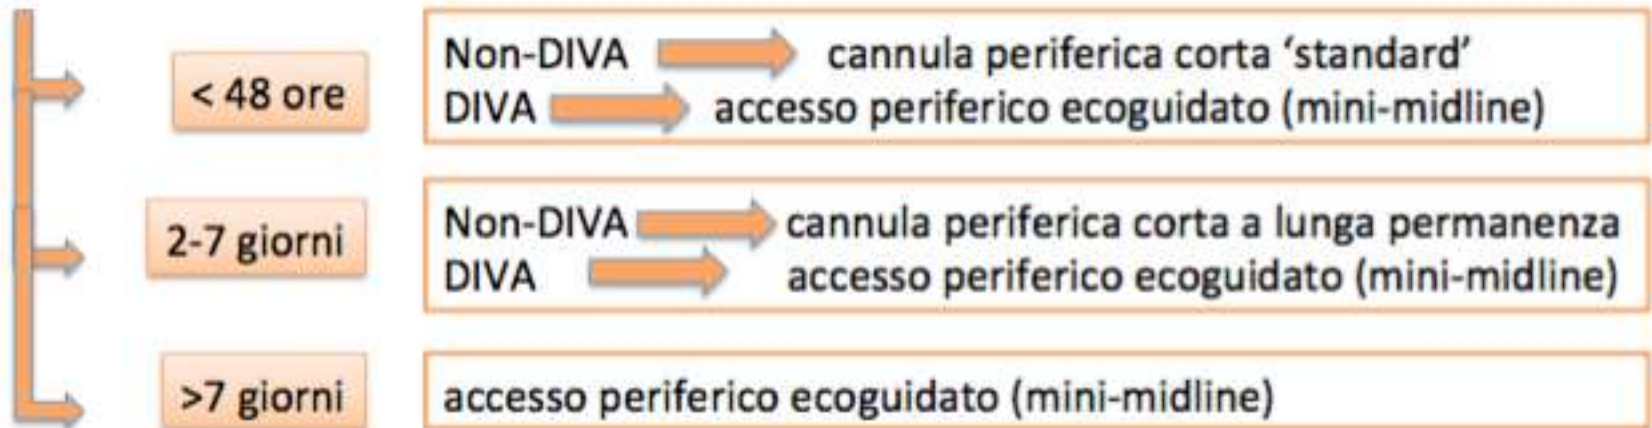 < 48 ore
Non-DIVA cannula periferica corta ‘standard’
DIVA accesso periferico ecoguidato (mini-midline)
2-7 giorni
Non-DIVA cannula periferica corta a lunga permanenza
DIVA accesso periferico ecoguidato (mini-midline)
>7 giorni
accesso periferico ecoguidato (mini-midline)